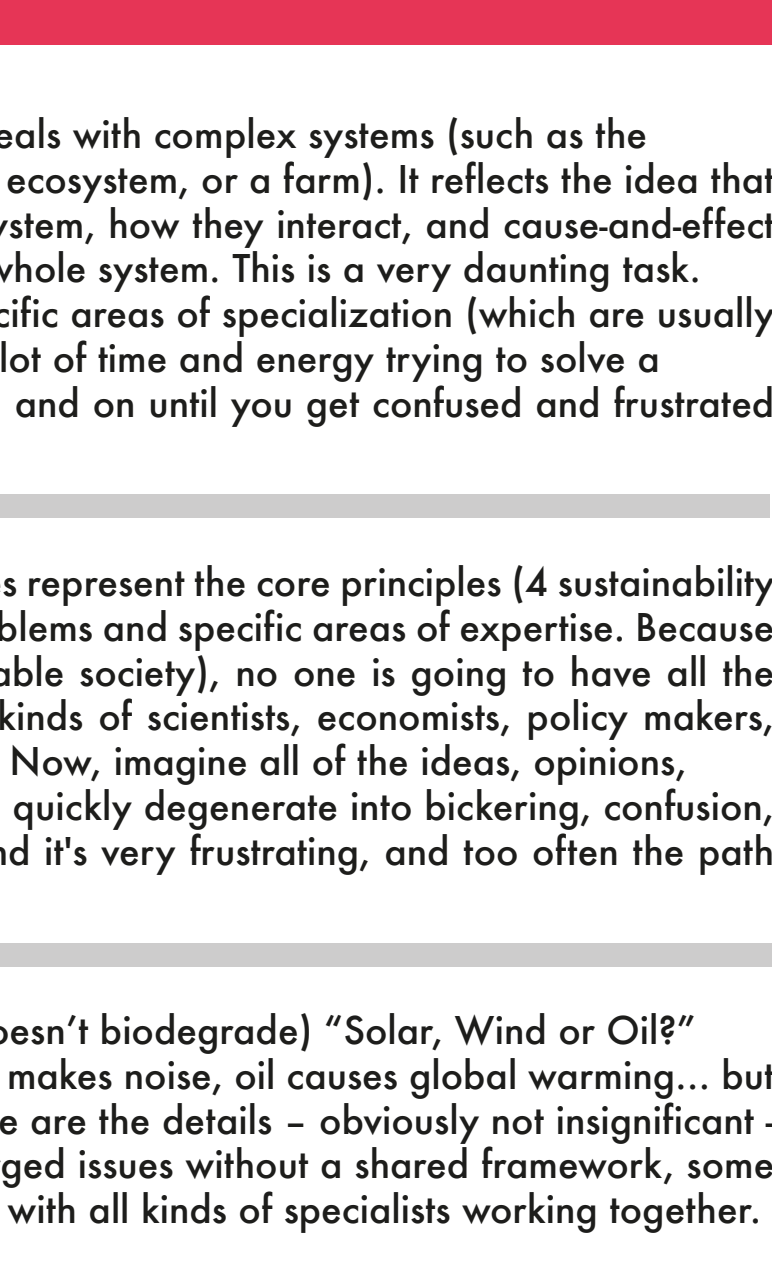 eals with complex systems (such as the
ecosystem, or a farm). It reflects the idea that
ystem, how they interact, and cause-and-effect
whole system. This is a very daunting task.
cific areas of specialization (which are usually
lot of time and energy trying to solve a
and on until you get confused and frustrated
es represent the core principles (4 sustainability
blems and specific areas of expertise. Because
able society), no one is going to have all the
kinds of scientists, economists, policy makers,
Now, imagine all of the ideas, opinions,
quickly degenerate into bickering, confusion,
nd it's very frustrating, and too often the path
oesn’t biodegrade) “Solar, Wind or Oil?”
makes noise, oil causes global warming... but
e are the details – obviously not insignificant -
ged issues without a shared framework, some
with all kinds of specialists working together.